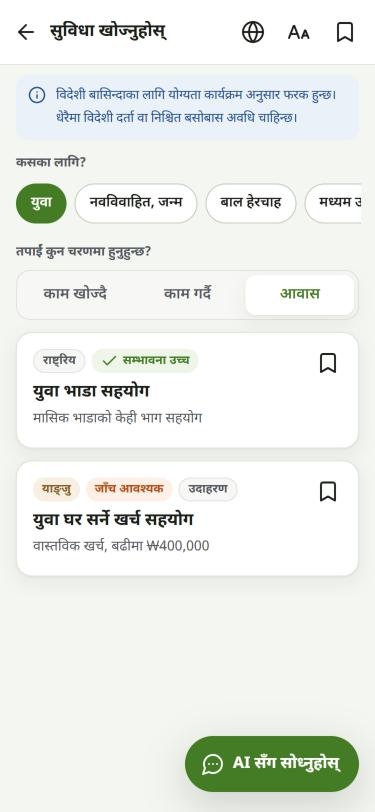 सुविधा खोज्नुहोस्
विदेशी बासिन्दाका लागि योग्यता कार्यक्रम अनुसार फरक हुन्छ।
धेरैमा विदेशी दर्ता वा निश्चित बसोबास अवधि चाहिन्छ।
कसका लागि?
युवा नवविवाहित, जन्म बाल हेरचाह मध्यम
तपाईं कुन चरणमा हुनुहुन्छ?
काम खोज्दै काम गर्दै आवास
राष्ट्रिय सम्भावना उच्च
युवा भाडा सहयोग
मासिक भाडाको केही भाग सहयोग
याङ्जु जाँच आवश्यक उदाहरण
युवा घर सर्ने खर्च सहयोग
वास्तविक खर्च, बढीमा ₩400,000
AI सँग सोध्नुहोस्